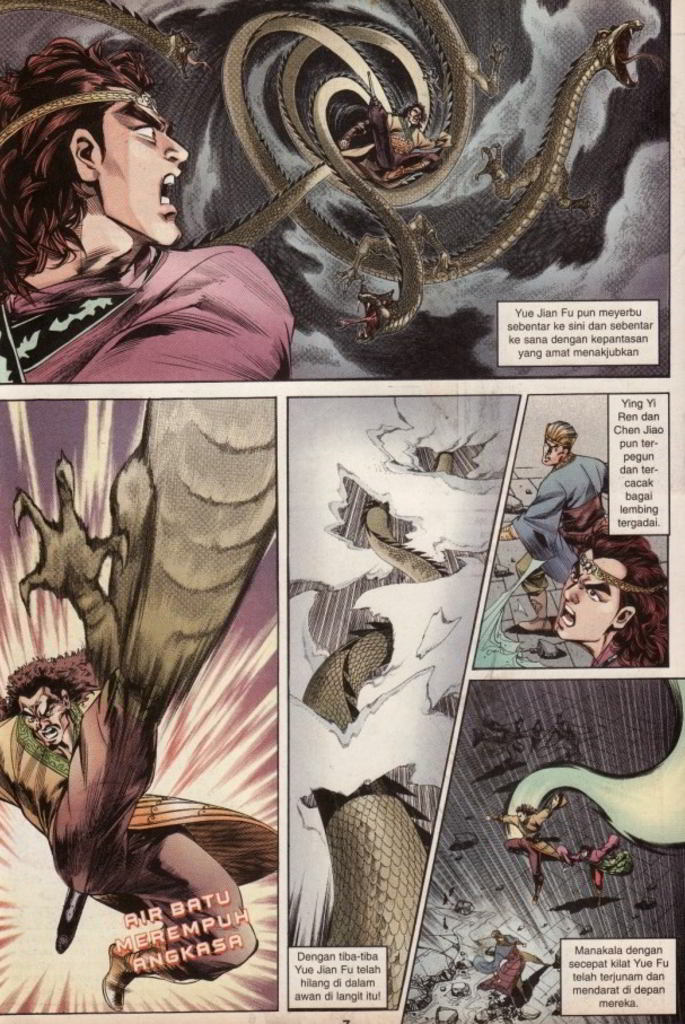 Yue Jian Fu pun meyerbu
sebentar ke sini dan sebentar
ke sana dengan kepantasan
yang amat menakjubkan
Ying Yi
Ren dan
Chen Jiao
pun ter-
pegun
dan ter-
cacak
bagai
lembing
tergadai.
AIR BATU
MEREMPUH
ANGKASA
Dengan tiba-tiba
Yue Jian Fu telah
hilang di dalam
awan di langit itu!
Manakala dengan
secepat kilat Yue Fu
telah terjunam dan
mendarat di depan
mereka.